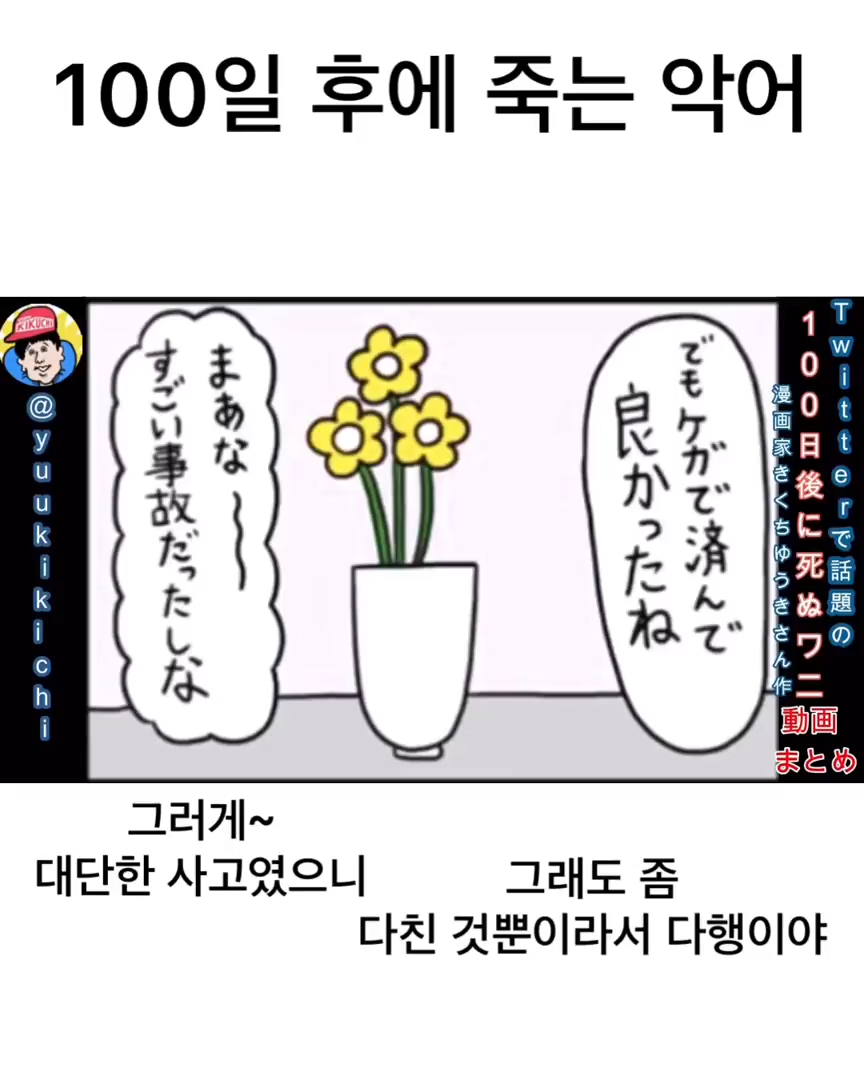 100일 후에 죽는 악어
KIKUCHI
@yuukikichi
Twitterで話題の
100日後に死ぬワニ
漫画家きくちゆうきさん作
動画
まとめ
でもケガで済んで
良かったね
まあな〜
すごい事故だったしな
그러게~
대단한 사고였으니
그래도 좀
다친 것뿐이라서 다행이야